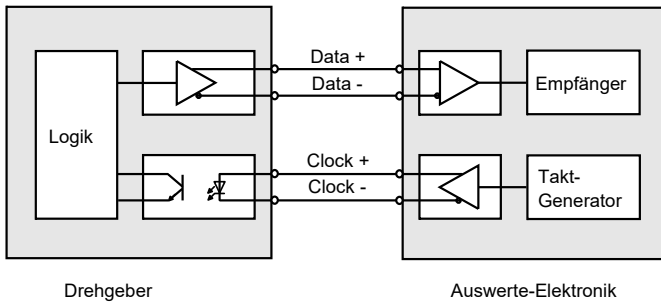 Data +
Data -
Empfänger
Logik
Clock +
Clock -
Takt-
Generator
Drehgeber
Auswerte-Elektronik